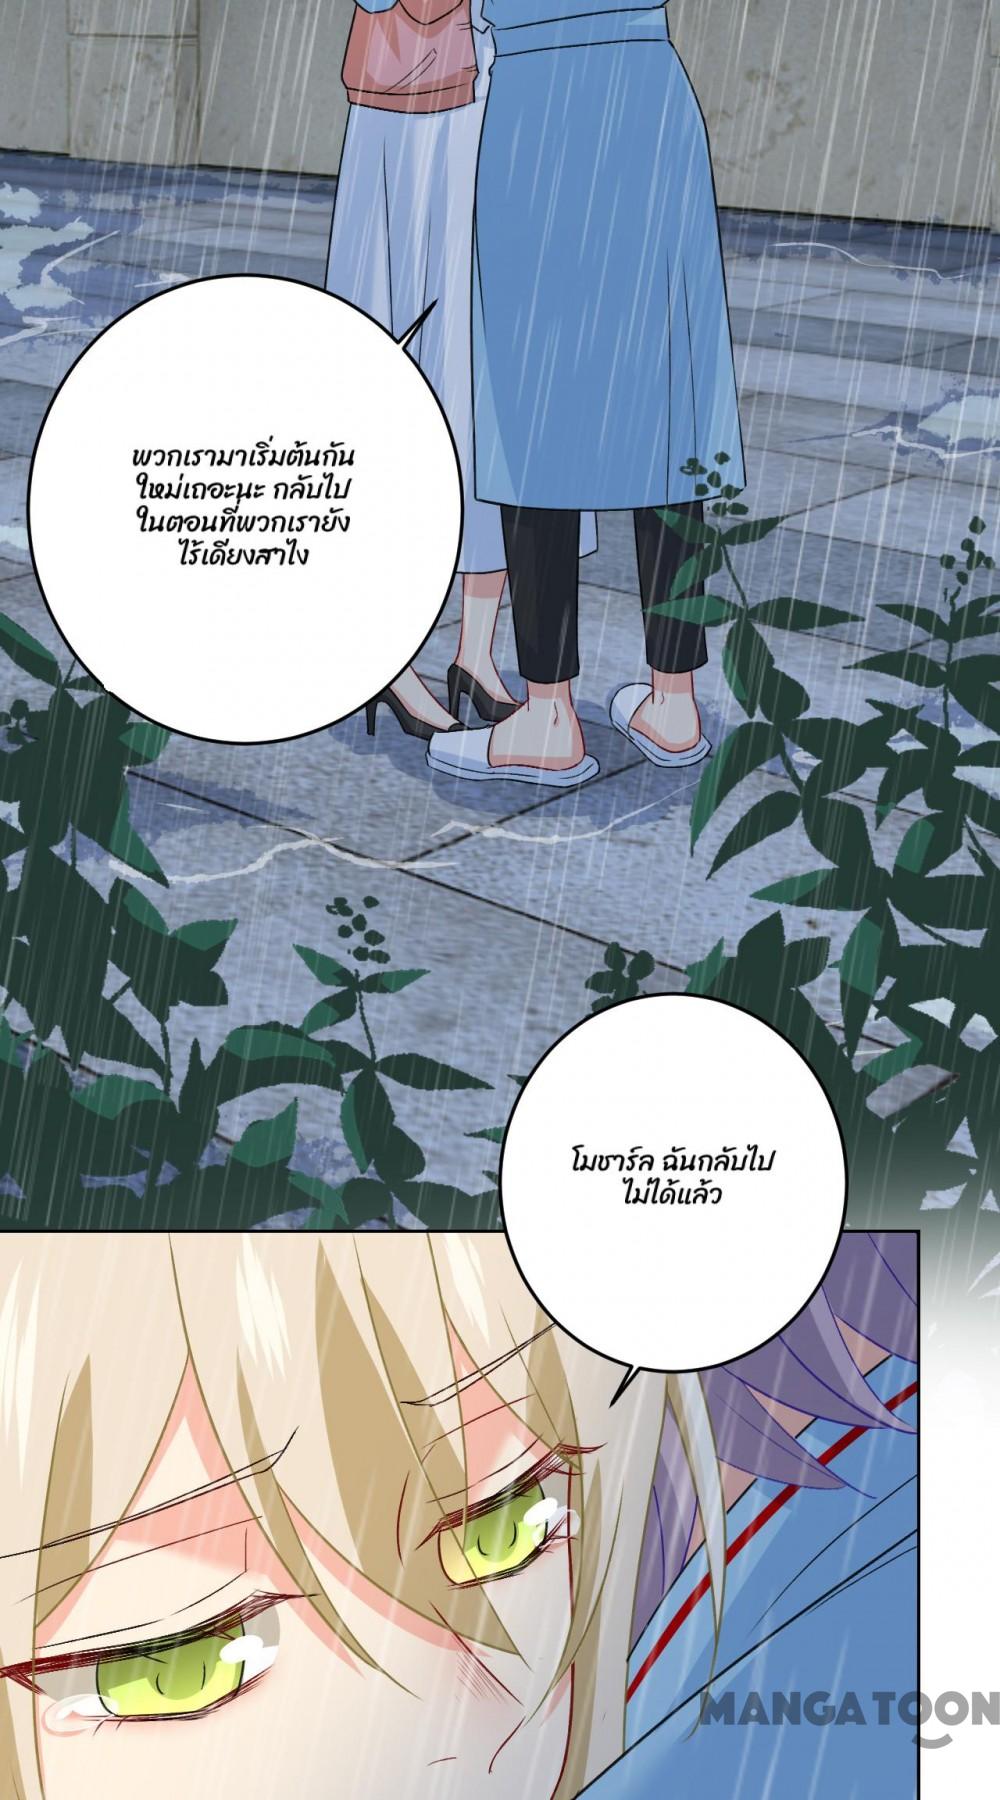 พวกเรามาเริ่มต้นกัน
ใหม่เถอะนะ กลับไป
ในตอนที่พวกเรายัง
ไร้เดียงสาไง
โมชาร์ล ฉันกลับไป
ไม่ได้แล้ว
MANGATOON